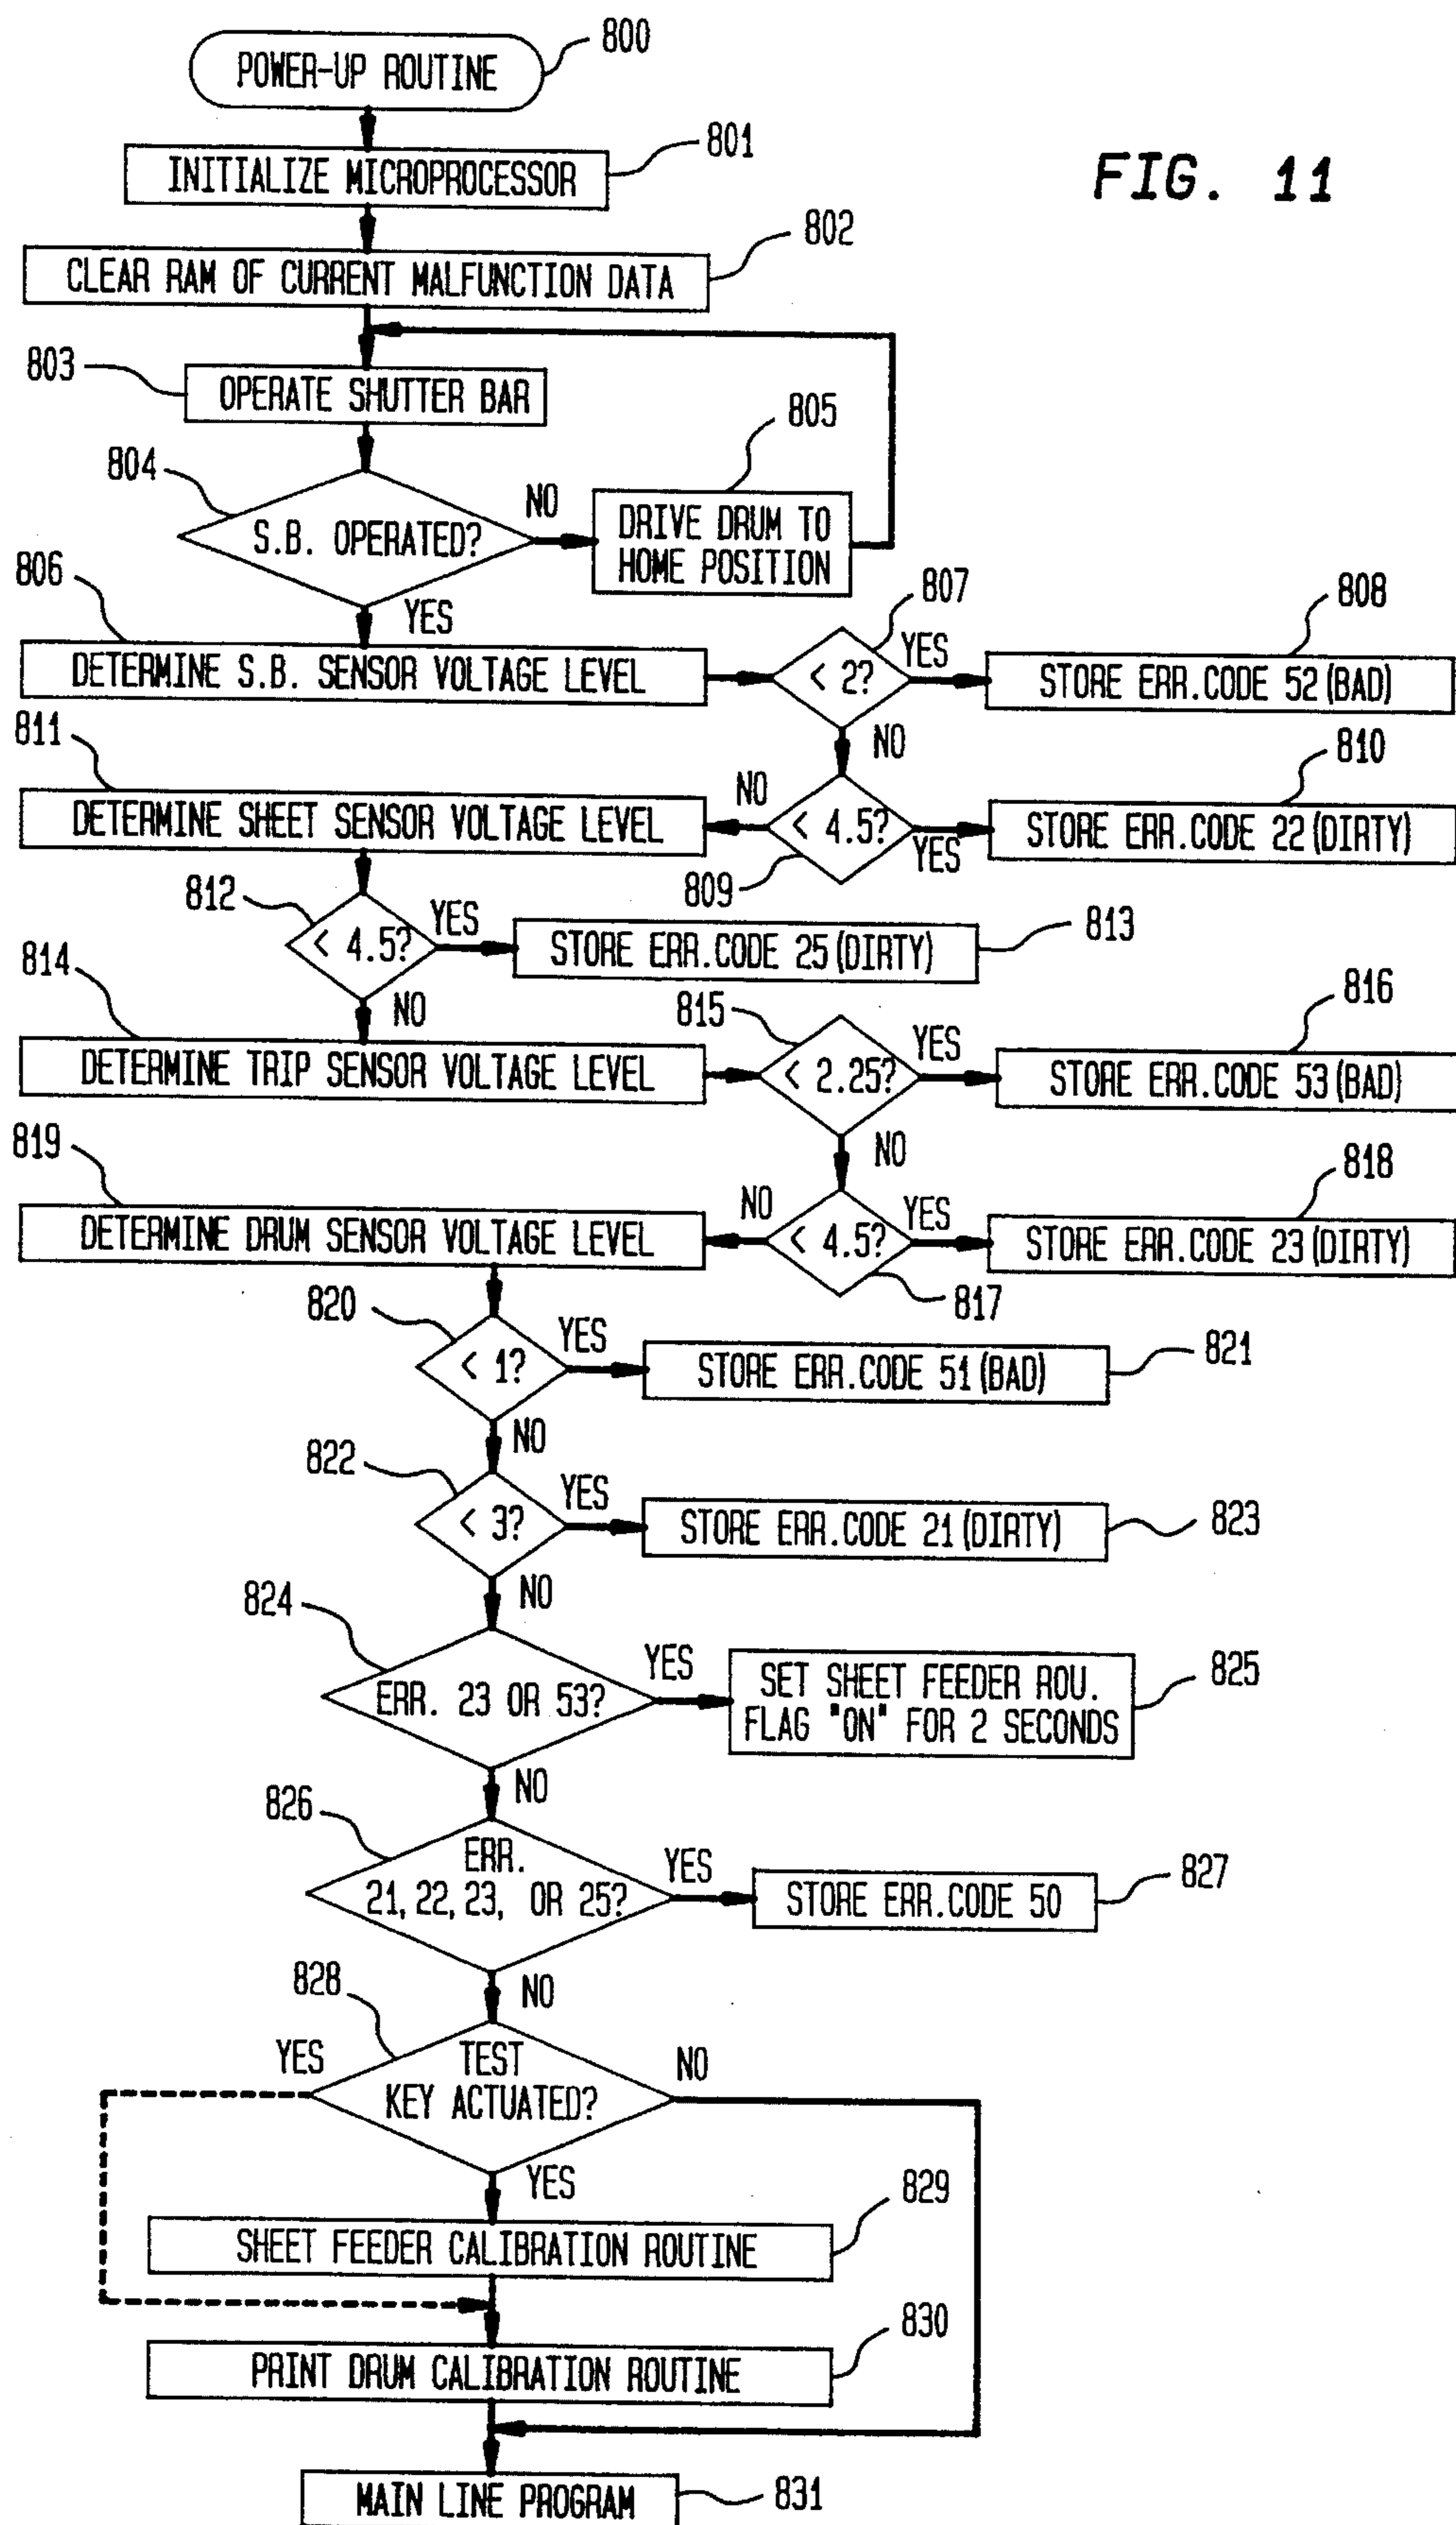 800
POWER-UP ROUTINE
801
INITIALIZE MICROPROCESSOR
FIG. 11
802
CLEAR RAM OF CURRENT MALFUNCTION DATA
803
OPERATE SHUTTER BAR
805
804
NO
S.B. OPERATED?
DRIVE DRUM TO
HOME POSITION
806
YES
807
808
DETERMINE S.B. SENSOR VOLTAGE LEVEL
< 2?
YES
STORE ERR.CODE 52 (BAD)
811
NO
810
DETERMINE SHEET SENSOR VOLTAGE LEVEL
NO
< 4.5?
YES
STORE ERR.CODE 22 (DIRTY)
809
812
< 4.5?
YES
STORE ERR.CODE 25 (DIRTY)
813
814
NO
815
816
DETERMINE TRIP SENSOR VOLTAGE LEVEL
< 2.25?
YES
STORE ERR.CODE 53 (BAD)
819
NO
818
DETERMINE DRUM SENSOR VOLTAGE LEVEL
NO
< 4.5?
YES
STORE ERR.CODE 23 (DIRTY)
817
820
< 1?
YES
STORE ERR.CODE 51 (BAD)
821
NO
822
< 3?
YES
STORE ERR.CODE 21 (DIRTY)
823
NO
824
ERR. 23 OR 53?
YES
SET SHEET FEEDER ROU.
FLAG "ON" FOR 2 SECONDS
825
NO
826
ERR.
21, 22, 23, OR 25?
YES
STORE ERR.CODE 50
827
NO
828
YES
TEST
KEY ACTUATED?
NO
YES
829
SHEET FEEDER CALIBRATION ROUTINE
830
PRINT DRUM CALIBRATION ROUTINE
MAIN LINE PROGRAM
831